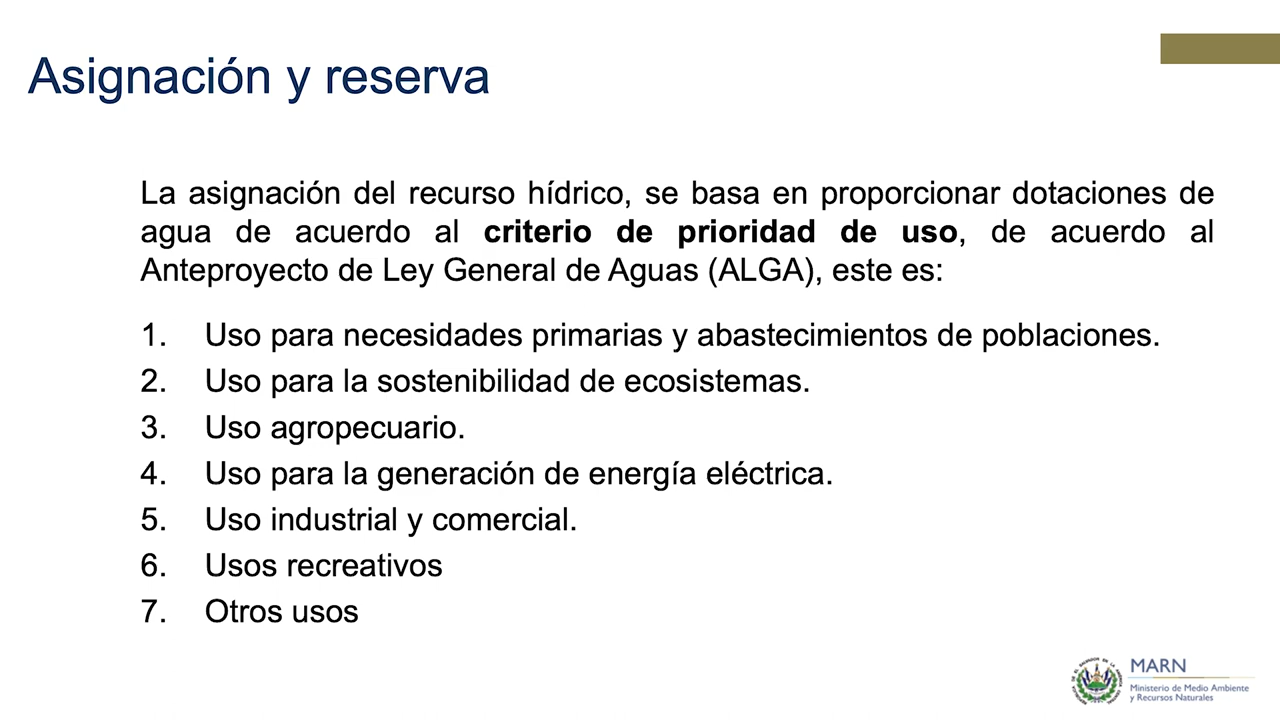 Asignación y reserva
La asignación del recurso hídrico, se basa en proporcionar dotaciones de
agua de acuerdo al criterio de prioridad de uso, de acuerdo al
Anteproyecto de Ley General de Aguas (ALGA), este es:
1. Uso para necesidades primarias y abastecimientos de poblaciones.
2. Uso para la sostenibilidad de ecosistemas.
3. Uso agropecuario.
4. Uso para la generación de energía eléctrica.
5. Uso industrial y comercial.
6. Usos recreativos
7. Otros usos
MARN
Ministerio de Medio Ambiente
y Recursos Naturales